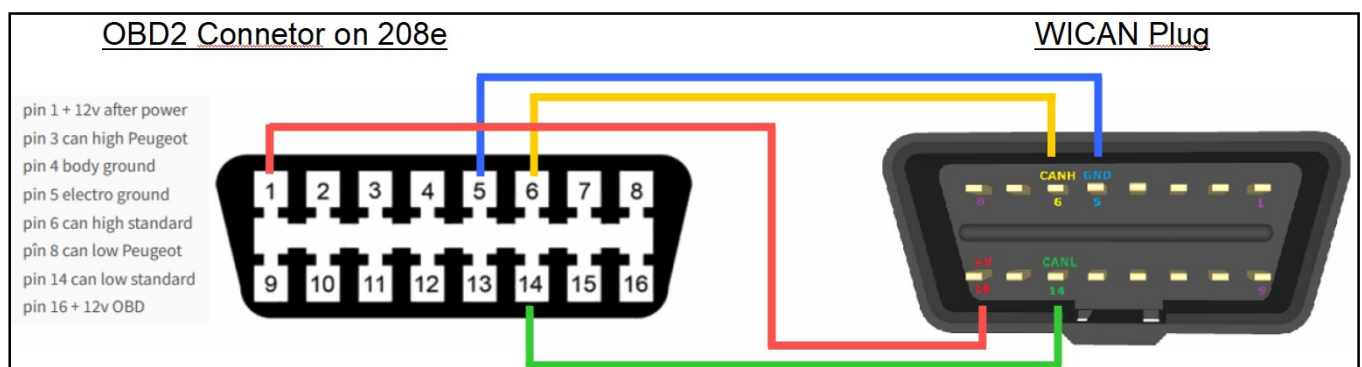 OBD2 Connetor on 208e
WICAN Plug
pin 1 + 12v after power
pin 3 can high Peugeot
pin 4 body ground
pin 5 electro ground
pin 6 can high standard
pîn 8 can low Peugeot
pin 14 can low standard
pin 16 + 12v OBD
1 2 3 4 5 6 7 8
9 10 11 12 13 14 15 16
CANH GND
8 6 5 1
+V CANL
16 14 9